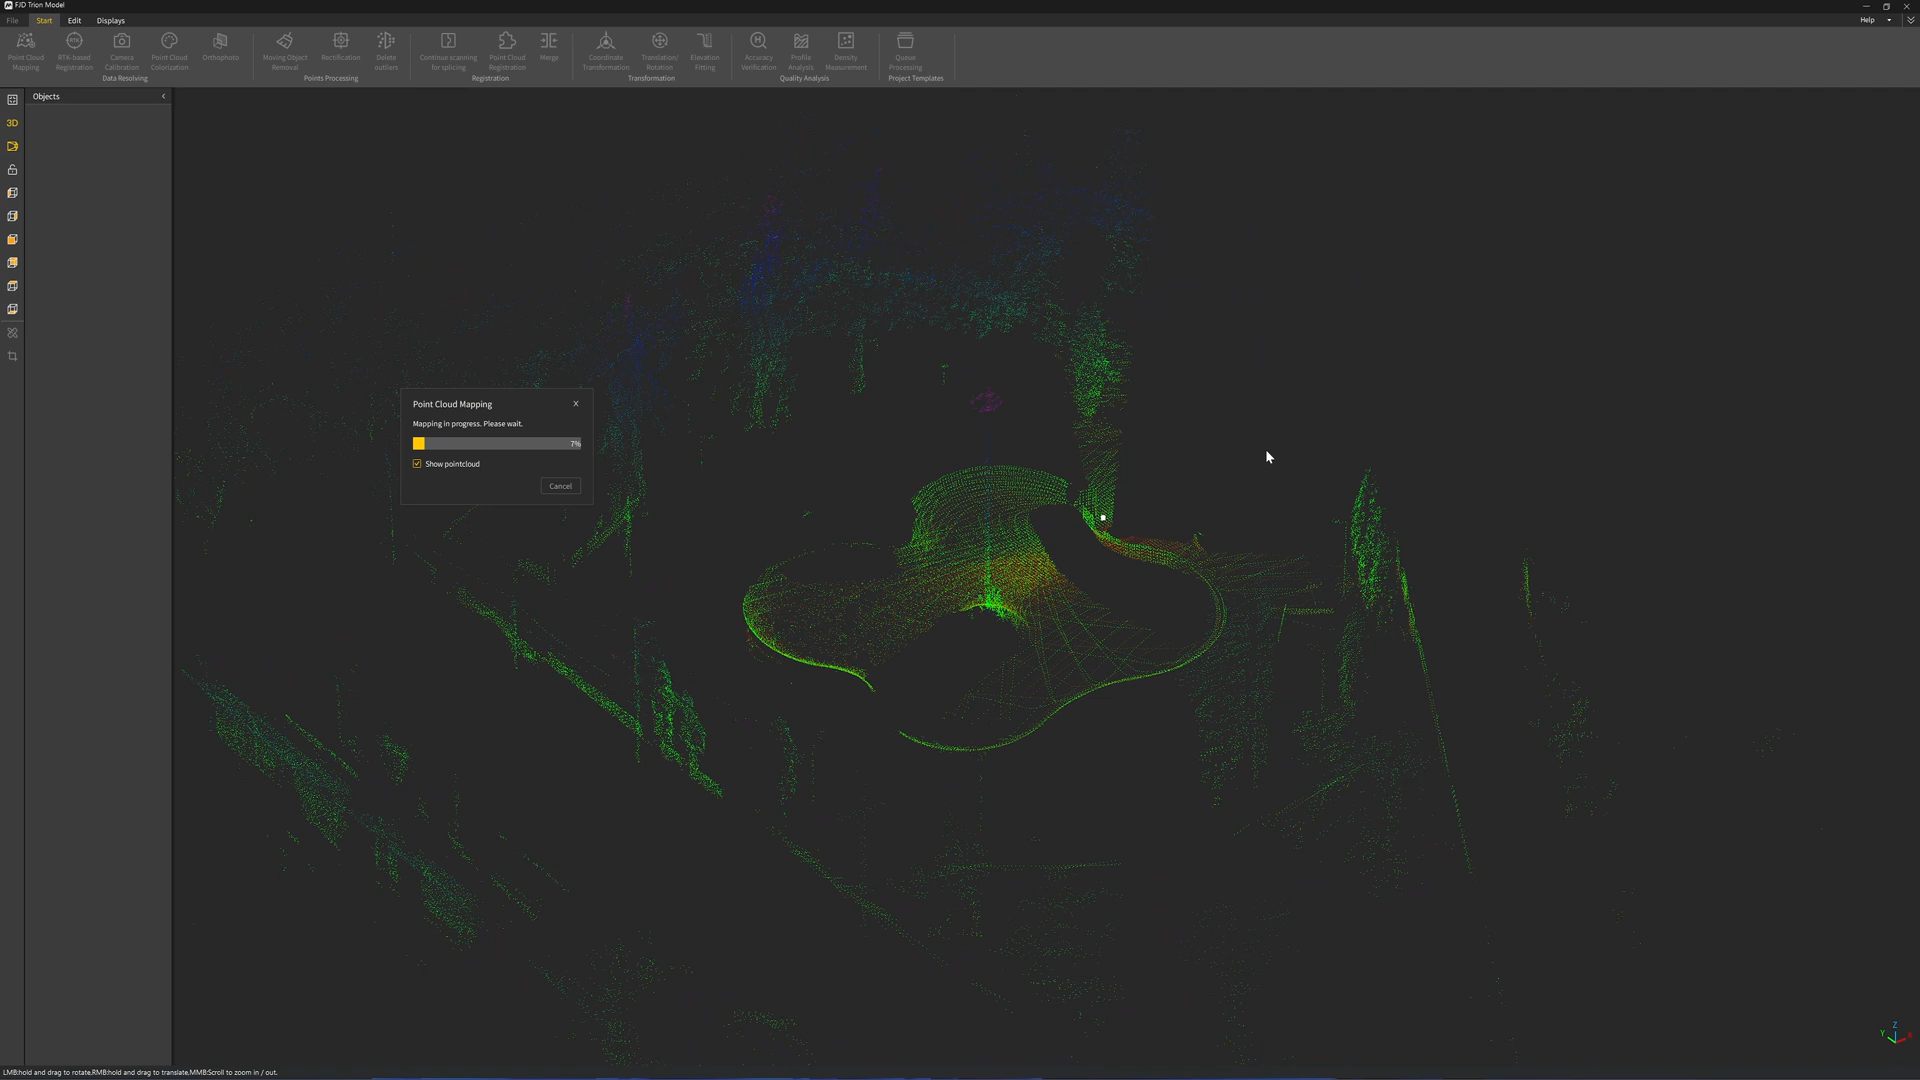 FJD Trion Model
File Start Edit Displays Help
Point Cloud Mapping
RTK-based Registration
Camera Calibration
Point Cloud Colorization
Orthophoto
Data Resolving
Moving Object Removal
Rectification
Delete outliers
Points Processing
Continue scanning for splicing
Point Cloud Registration
Merge
Registration
Coordinate Transformation
Translation/ Rotation
Elevation Fitting
Transformation
Accuracy Verification
Profile Analysis
Density Measurement
Quality Analysis
Queue Processing
Project Templates
Objects
3D
Point Cloud Mapping X
Mapping in progress. Please wait.
7%
Show pointcloud
Cancel
Z
Y X
LMB:hold and drag to rotate,RMB:hold and drag to translate,MMB:Scroll to zoom in / out.